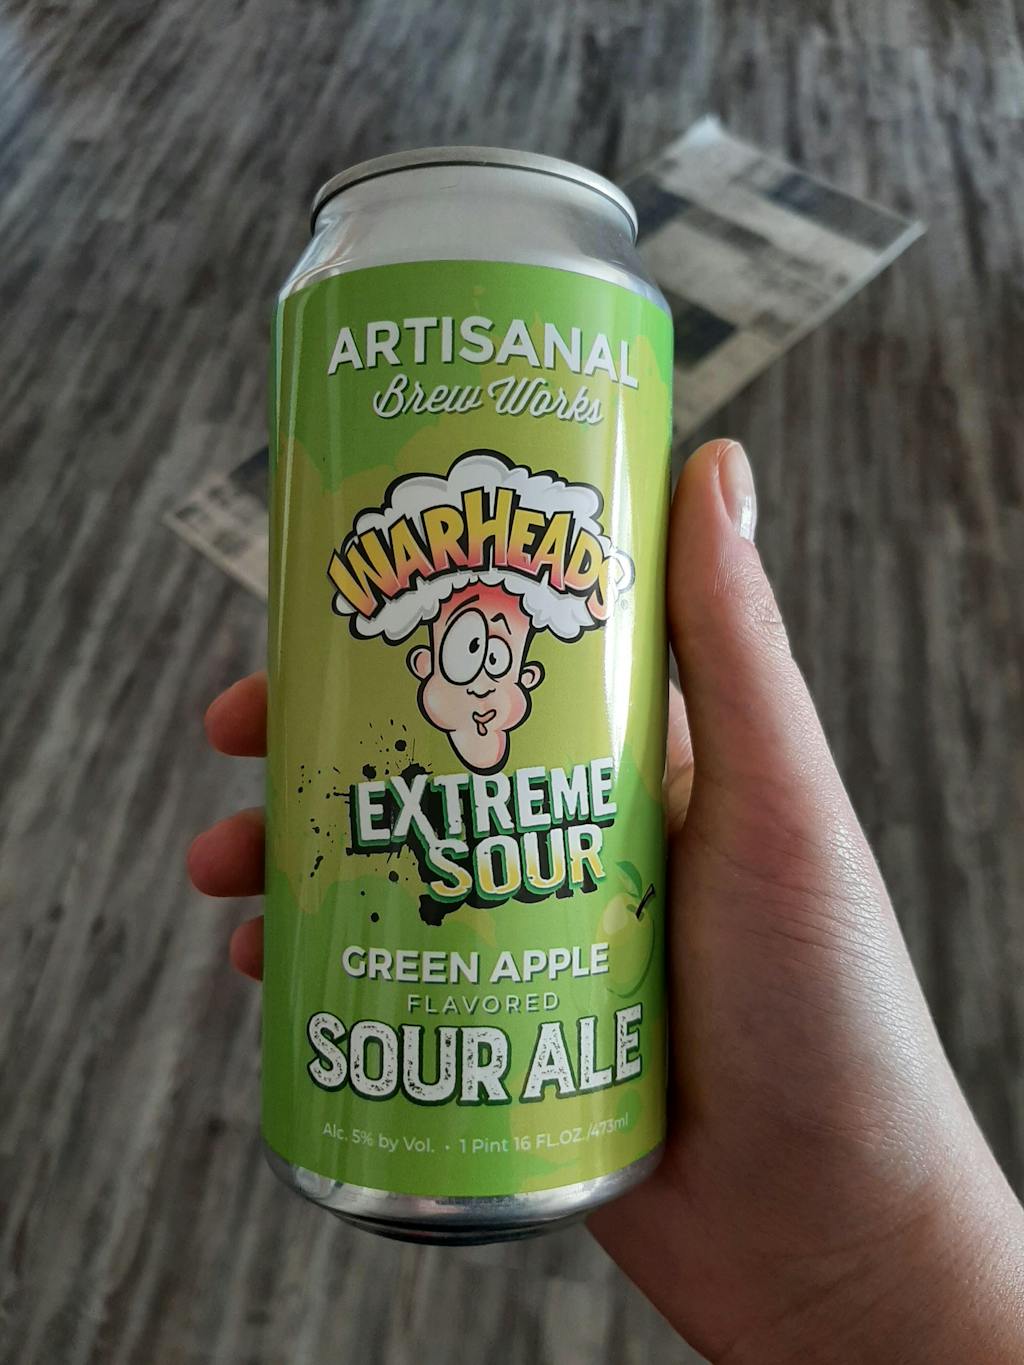 ARTISANAL
Brew Works
WARHEADS
EXTREME
SOUR
GREEN APPLE
FLAVORED
SOUR ALE
Alc. 5% by Vol. • 1 Pint 16 FL.OZ./473ml